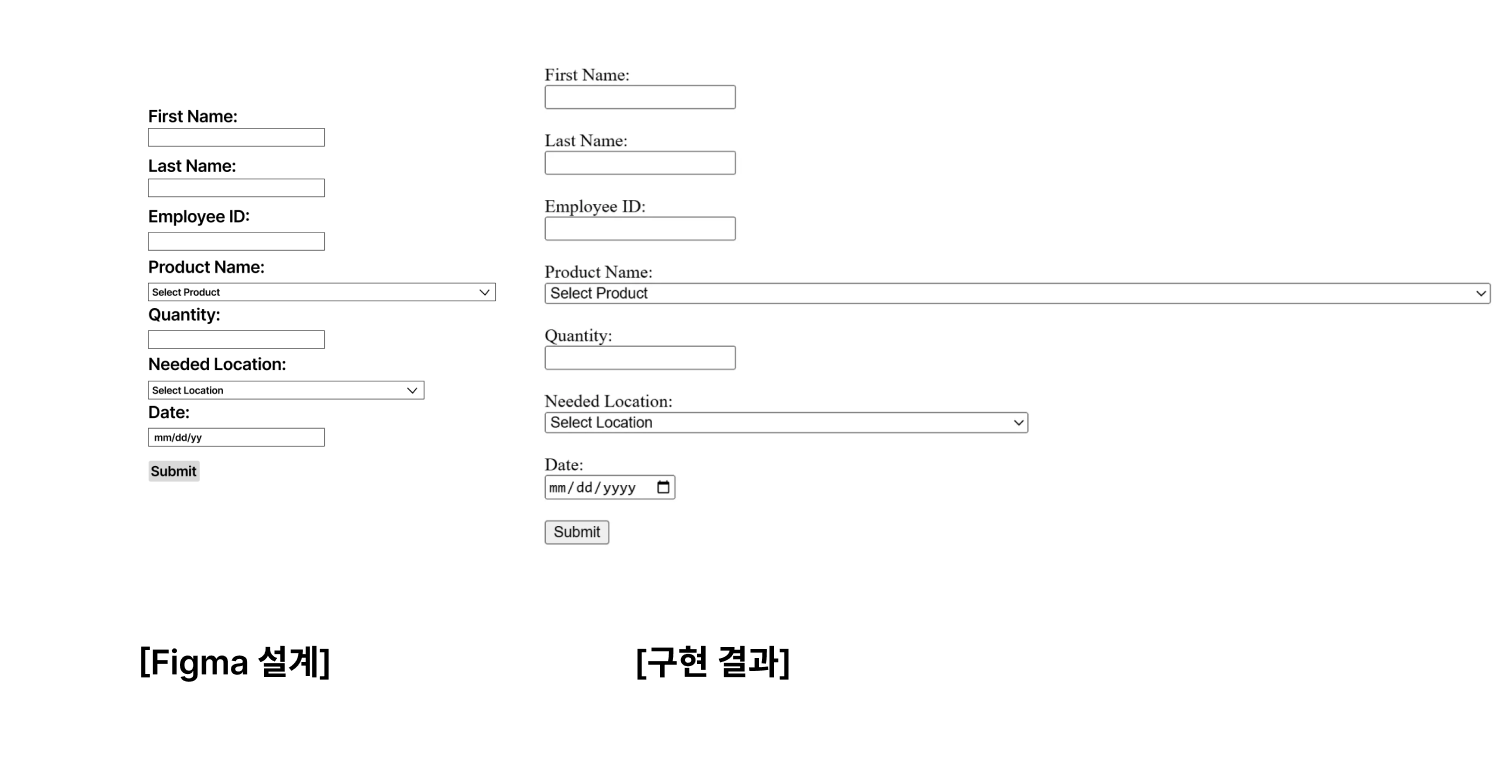 First Name:
Last Name:
Employee ID:
Product Name:
Select Product
Quantity:
Needed Location:
Select Location
Date:
mm/dd/yy
Submit
[Figma 설계]
First Name:
Last Name:
Employee ID:
Product Name:
Select Product
Quantity:
Needed Location:
Select Location
Date:
mm/dd/yyyy
Submit
[구현 결과]